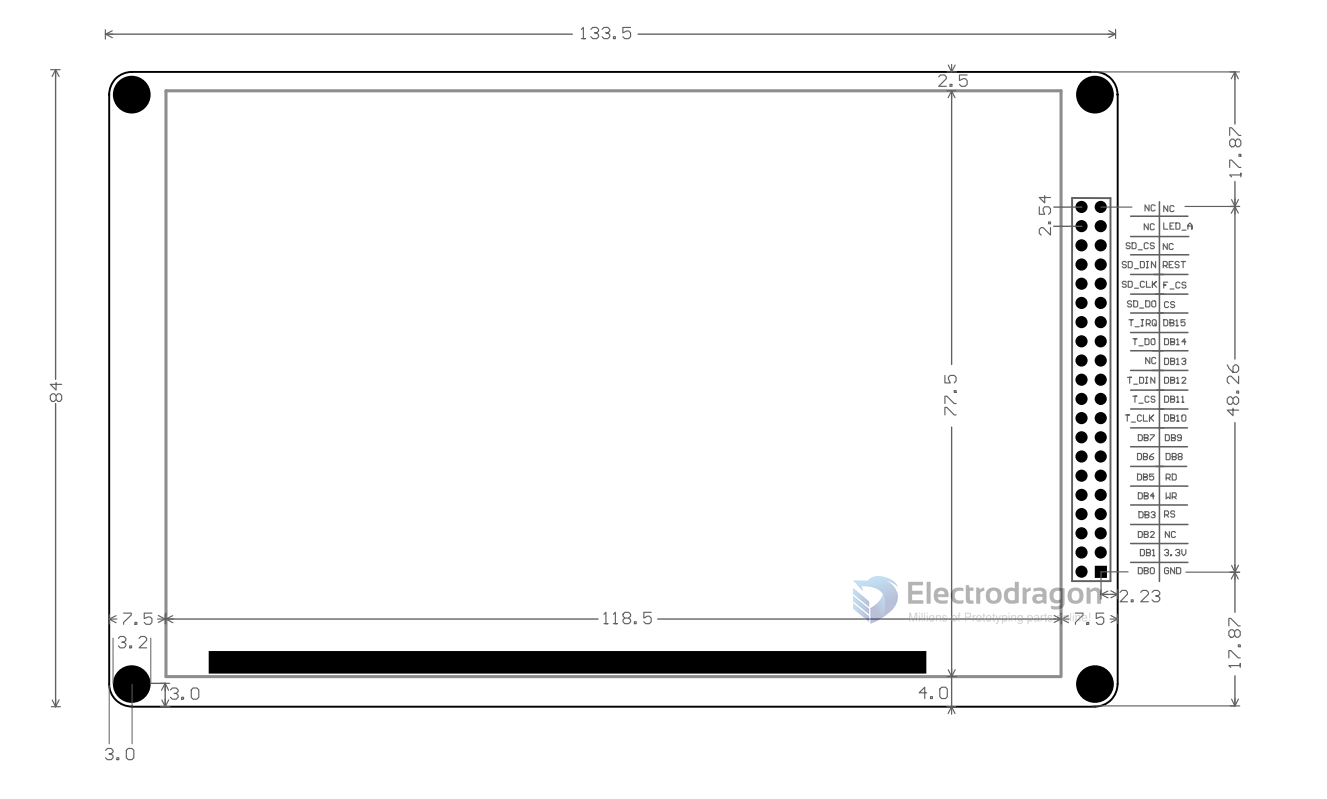 133.5
2.5
17.87
2.54
NC NC
NC LED_A
SD_CS NC
SD_DIN REST
SD_CLK F_CS
SD_DO CS
T_IRQ DB15
T_DO DB14
NC DB13
T_DIN DB12
T_CS DB11
T_CLK DB10
DB7 DB9
DB6 DB8
DB5 RD
DB4 WR
DB3 RS
DB2 NC
DB1 3.3V
DB0 GND
84
77.5
48.26
Electrodragon
Millions of Prototyping parts
2.23
7.5
118.5
7.5
17.87
3.2
3.0
4.0
3.0